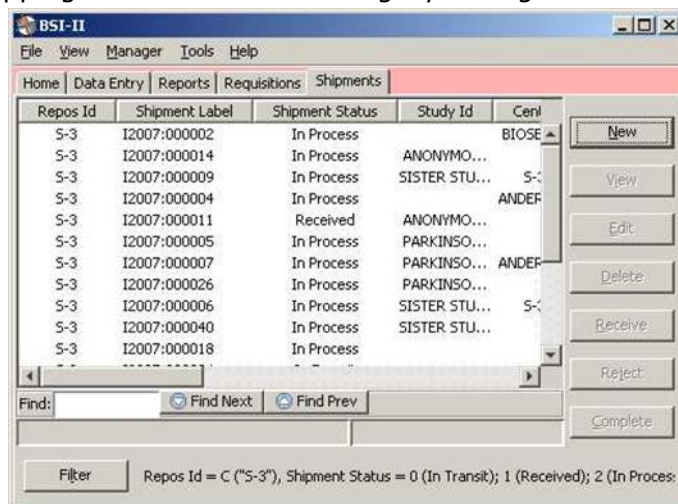 BSI-II
File View Manager Tools Help
Home Data Entry Reports Requisitions Shipments
Repos Id Shipment Label Shipment Status Study Id Cent
S-3 I2007:000002 In Process BIOSE
S-3 I2007:000014 In Process ANONYMO...
S-3 I2007:000009 In Process SISTER STU... S-3
S-3 I2007:000004 In Process ANDER
S-3 I2007:000011 Received ANONYMO...
S-3 I2007:000005 In Process PARKINSO...
S-3 I2007:000007 In Process PARKINSO... ANDER
S-3 I2007:000026 In Process PARKINSO...
S-3 I2007:000006 In Process SISTER STU... S-3
S-3 I2007:000040 In Process SISTER STU...
S-3 I2007:000018 In Process
New
View
Edit
Delete
Receive
Reject
Complete
Find: Find Next Find Prev
Filter Repos Id = C ("S-3"), Shipment Status = 0 (In Transit); 1 (Received); 2 (In Proces